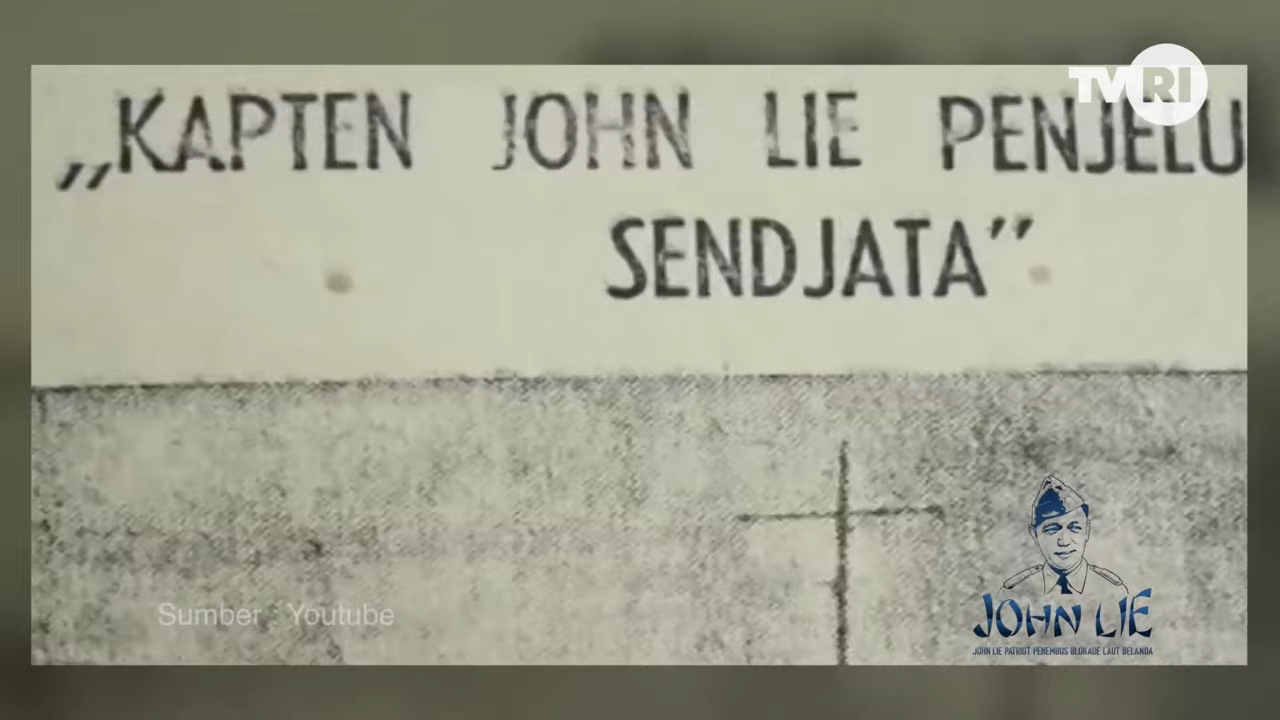 TVRI
„KAPTEN JOHN LIE PENJELU
SENDJATA”
Sumber : Youtube
JOHN LIE
JOHN LIE PATRIOT PENEMBUS BLOKADE LAUT BELANDA